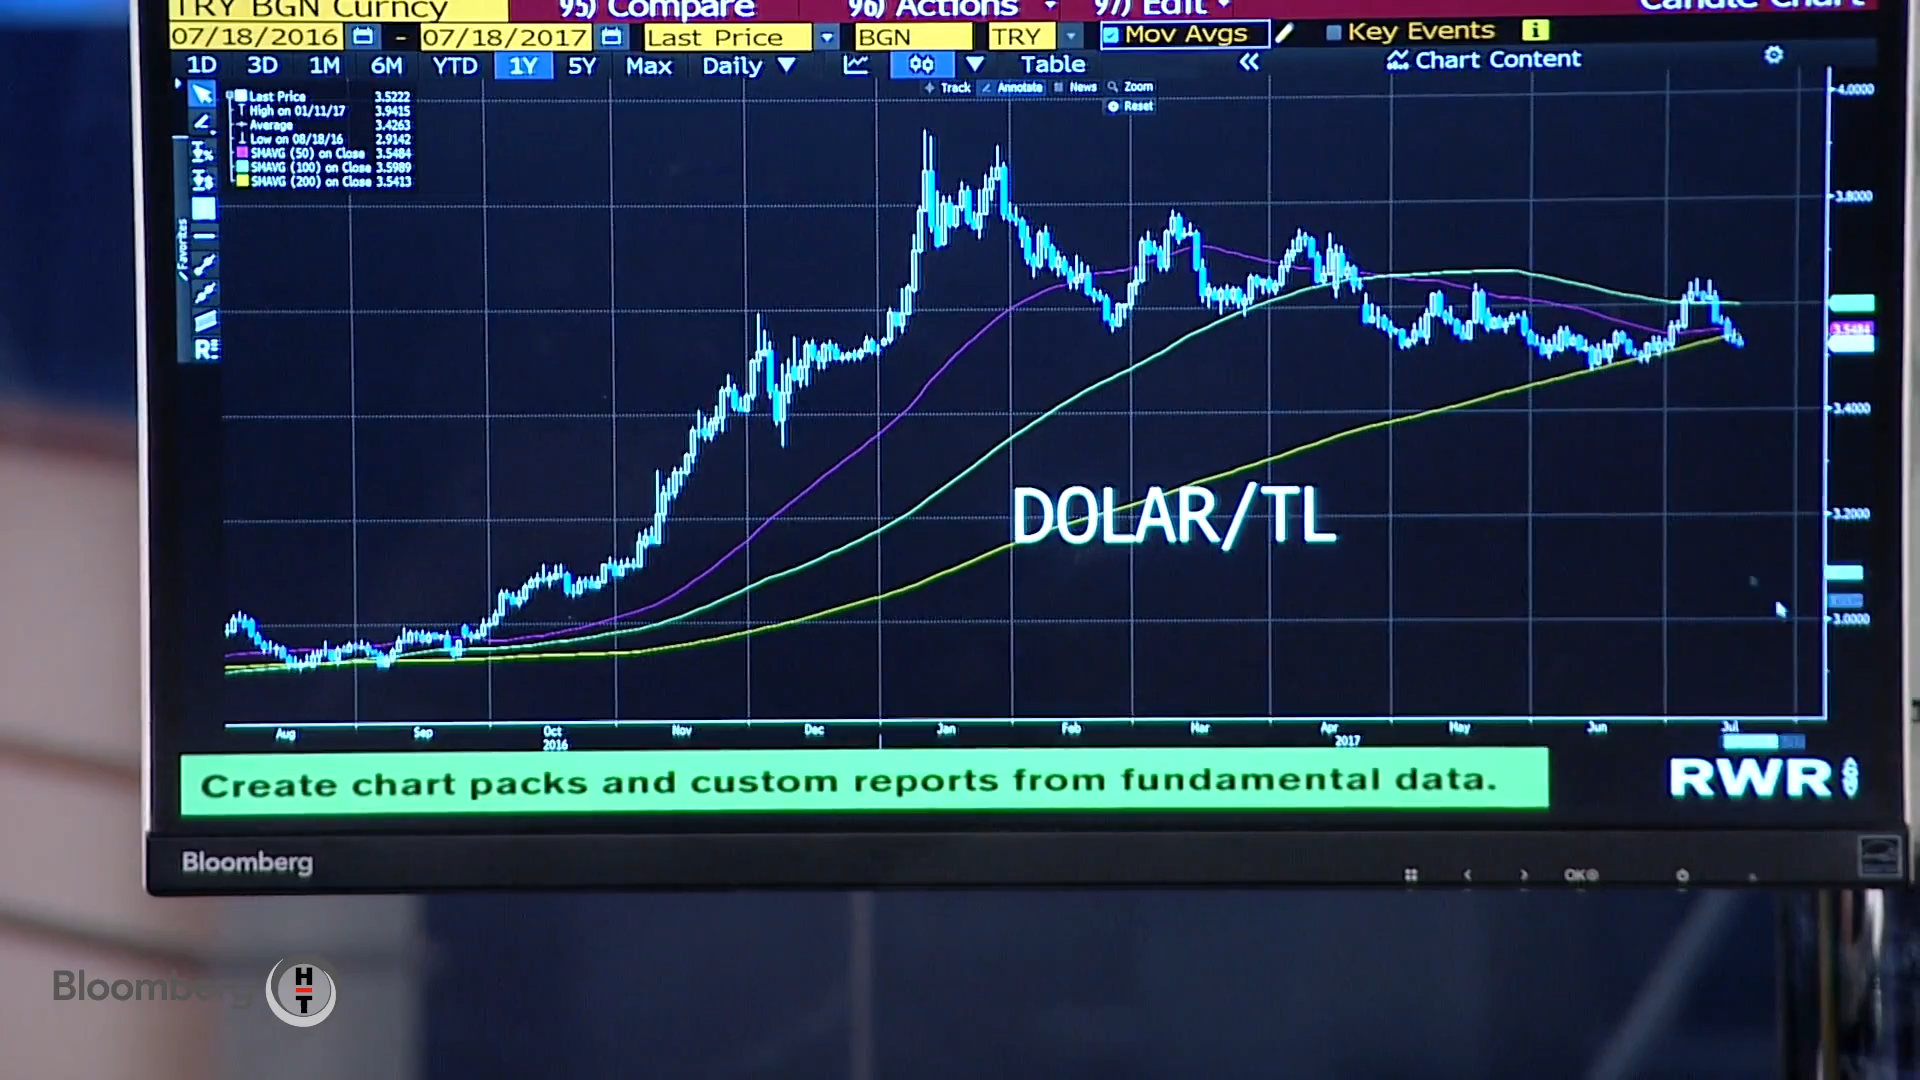 TRY BGN Curncy 95) Compare 96) Actions 97) Edit Candle Chart
07/18/2016 - 07/18/2017 Last Price BGN TRY Mov Avgs Key Events i
1D 3D 1M 6M YTD 1Y 5Y Max Daily Table << Chart Content
Track Annotate News Zoom
Reset
Last Price 3.5222
High on 01/11/17 3.9415
Average 3.4263
Low on 08/18/16 2.9142
SMAVG (50) on Close 3.5484
SMAVG (100) on Close 3.5989
SMAVG (200) on Close 3.5413
Favorites
4.0000
3.8000
3.5484
3.4000
3.2000
3.0000
DOLAR/TL
Aug Sep Oct Nov Dec Jan Feb Mar Apr May Jun Jul
2016 2017
Create chart packs and custom reports from fundamental data.
RWR
Bloomberg
OK
Bloomberg HT